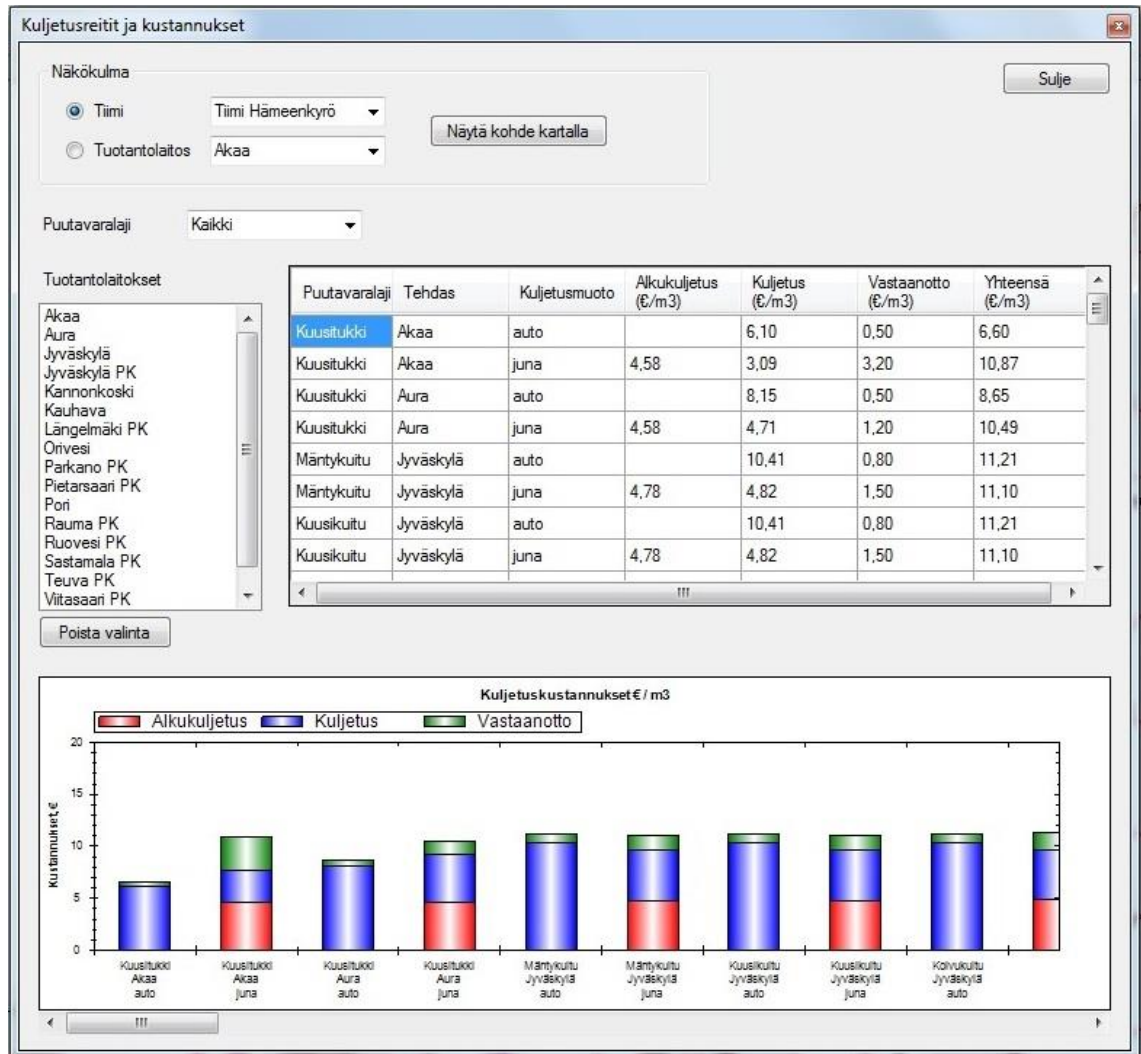 Kuljetusreitit ja kustannukset
Näkökulma
Sulje
Tiimi
Tiimi Hämeenkyrö
Näytä kohde kartalla
Tuotantolaitos
Akaa
Puutavaralaji
Kaikki
Tuotantolaitokset
Akaa
Aura
Jyväskylä
Jyväskylä PK
Kannonkoski
Kauhava
Längelmäki PK
Orivesi
Parkano PK
Pietarsaari PK
Pori
Rauma PK
Ruovesi PK
Sastamala PK
Teuva PK
Viitasaari PK
Poista valinta
Puutavaralaji Tehdas Kuljetusmuoto Alkukuljetus (€/m3) Kuljetus (€/m3) Vastaanotto (€/m3) Yhteensä (€/m3)
Kuusitukki Akaa auto 6,10 0,50 6,60
Kuusitukki Akaa juna 4,58 3,09 3,20 10,87
Kuusitukki Aura auto 8,15 0,50 8,65
Kuusitukki Aura juna 4,58 4,71 1,20 10,49
Mäntykuitu Jyväskylä auto 10,41 0,80 11,21
Mäntykuitu Jyväskylä juna 4,78 4,82 1,50 11,10
Kuusikuitu Jyväskylä auto 10,41 0,80 11,21
Kuusikuitu Jyväskylä juna 4,78 4,82 1,50 11,10
Kuljetuskustannukset € / m3
Alkukuljetus Kuljetus Vastaanotto
Kustannukset, €
20
15
10
5
0
Kuusitukki Kuusitukki Kuusitukki Kuusitukki Mäntykuitu Mäntykuitu Kuusikuitu Kuusikuitu Koivukuitu
Akaa Akaa Aura Aura Jyväskylä Jyväskylä Jyväskylä Jyväskylä Jyväskylä
auto juna auto juna auto juna auto juna auto